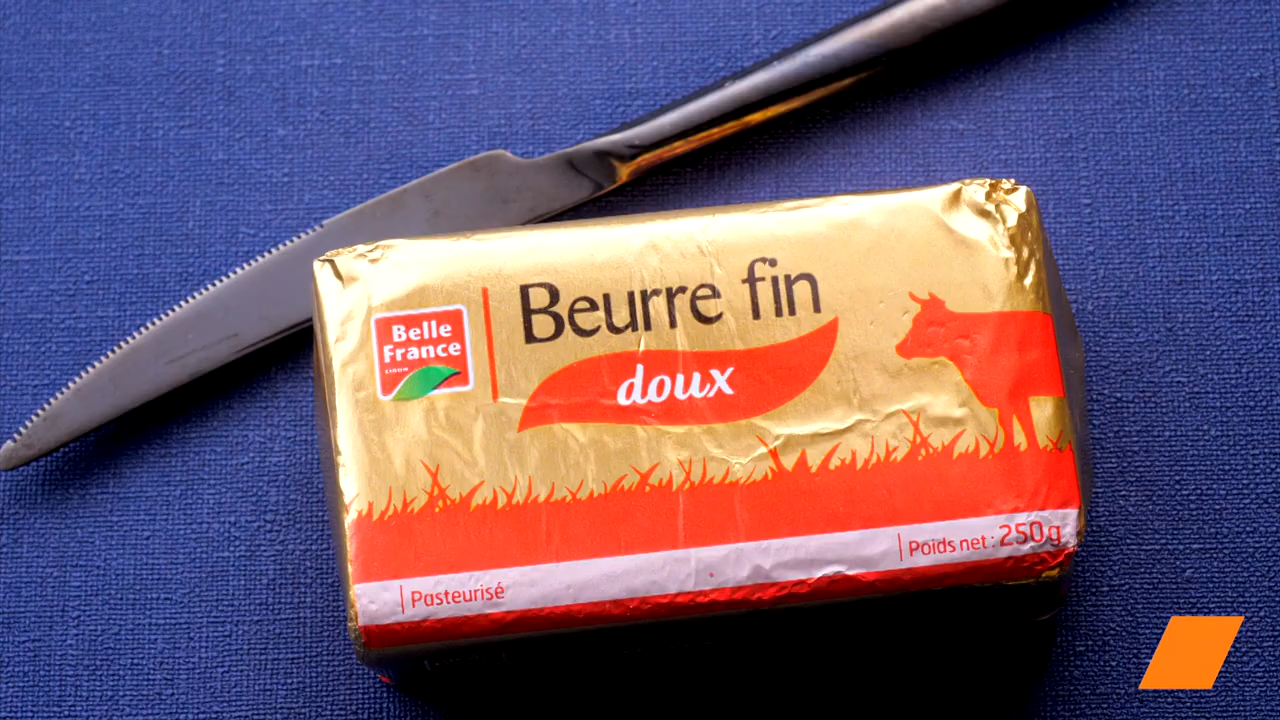 Belle
France
Beurre fin
doux
Pasteurisé
Poids net : 250g